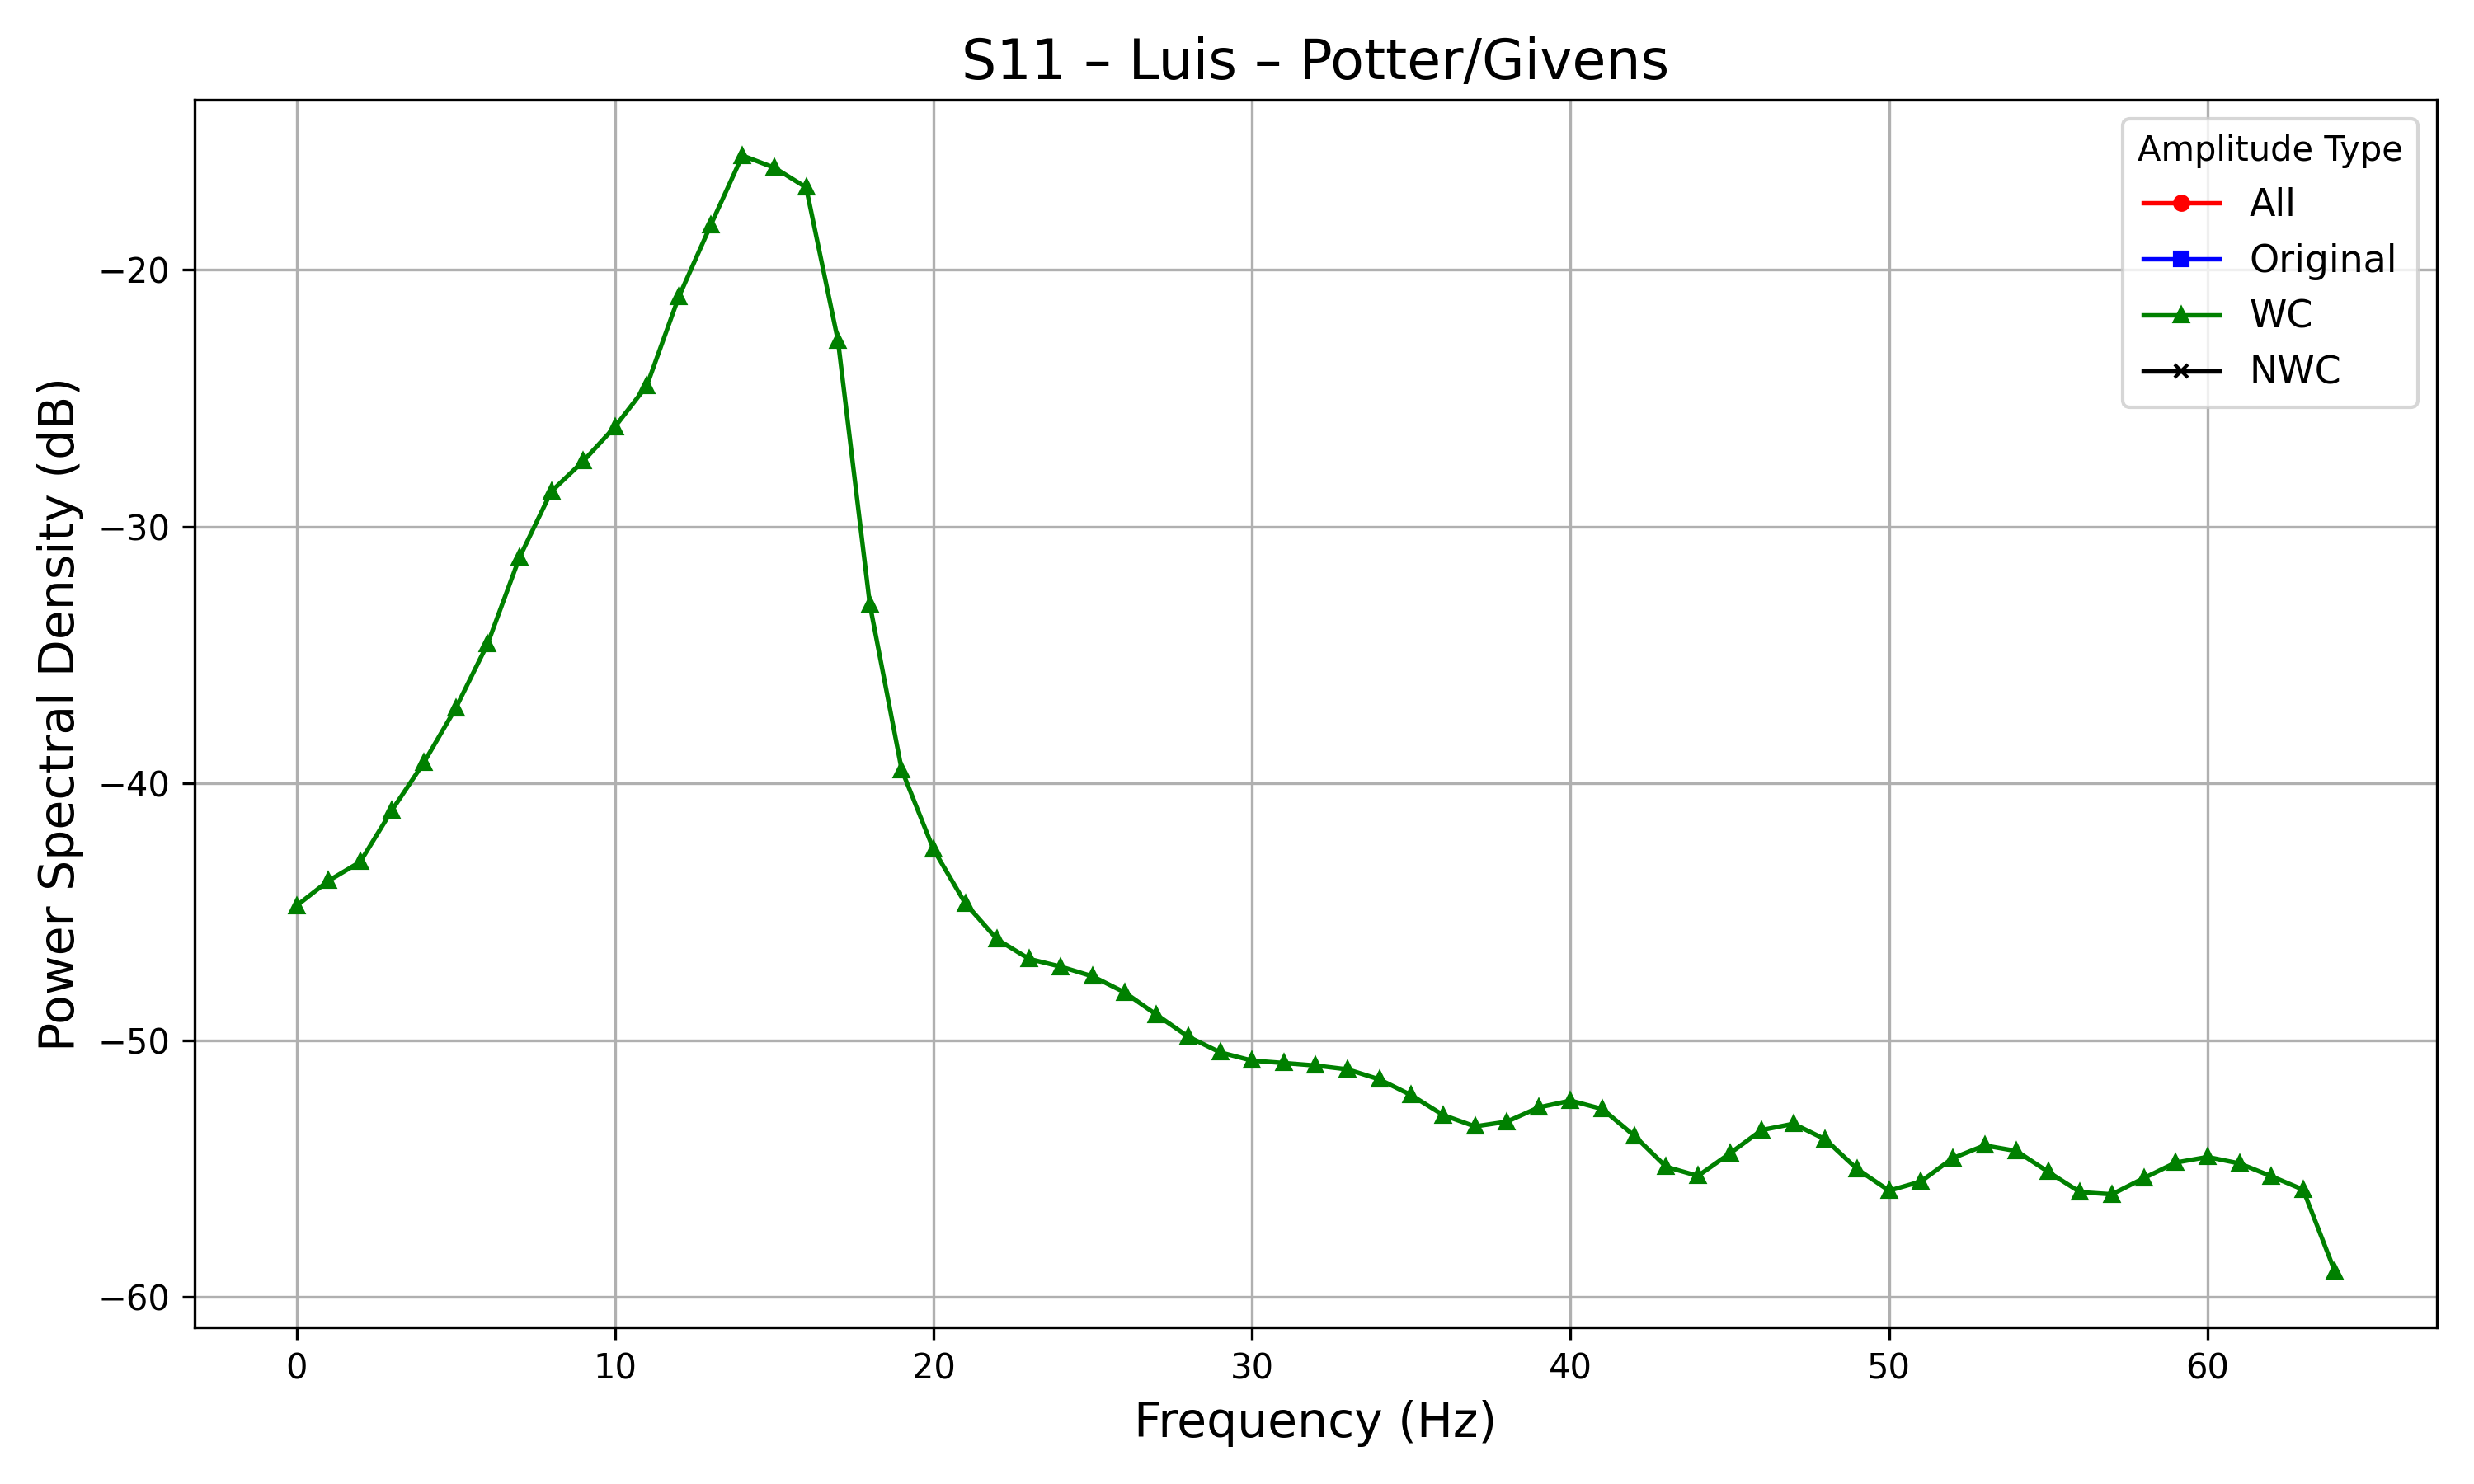 S11 – Luis – Potter/Givens
Amplitude Type
All
Original
WC
NWC
Power Spectral Density (dB)
−20
−30
−40
−50
−60
0 10 20 30 40 50 60
Frequency (Hz)